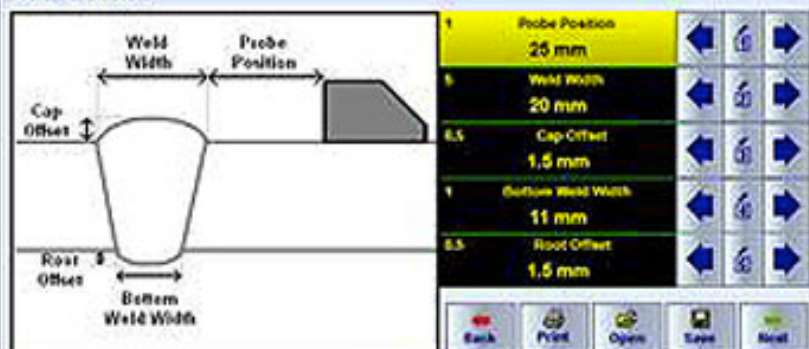 Weld
Width
Probe
Position
Cap
Offset
Root
Offset
Bottom
Weld Width
1 Probe Position
25 mm
5 Weld Width
20 mm
0.5 Cap Offset
1.5 mm
1 Bottom Weld Width
11 mm
0.5 Root Offset
1.5 mm
Back Print Open Save Next